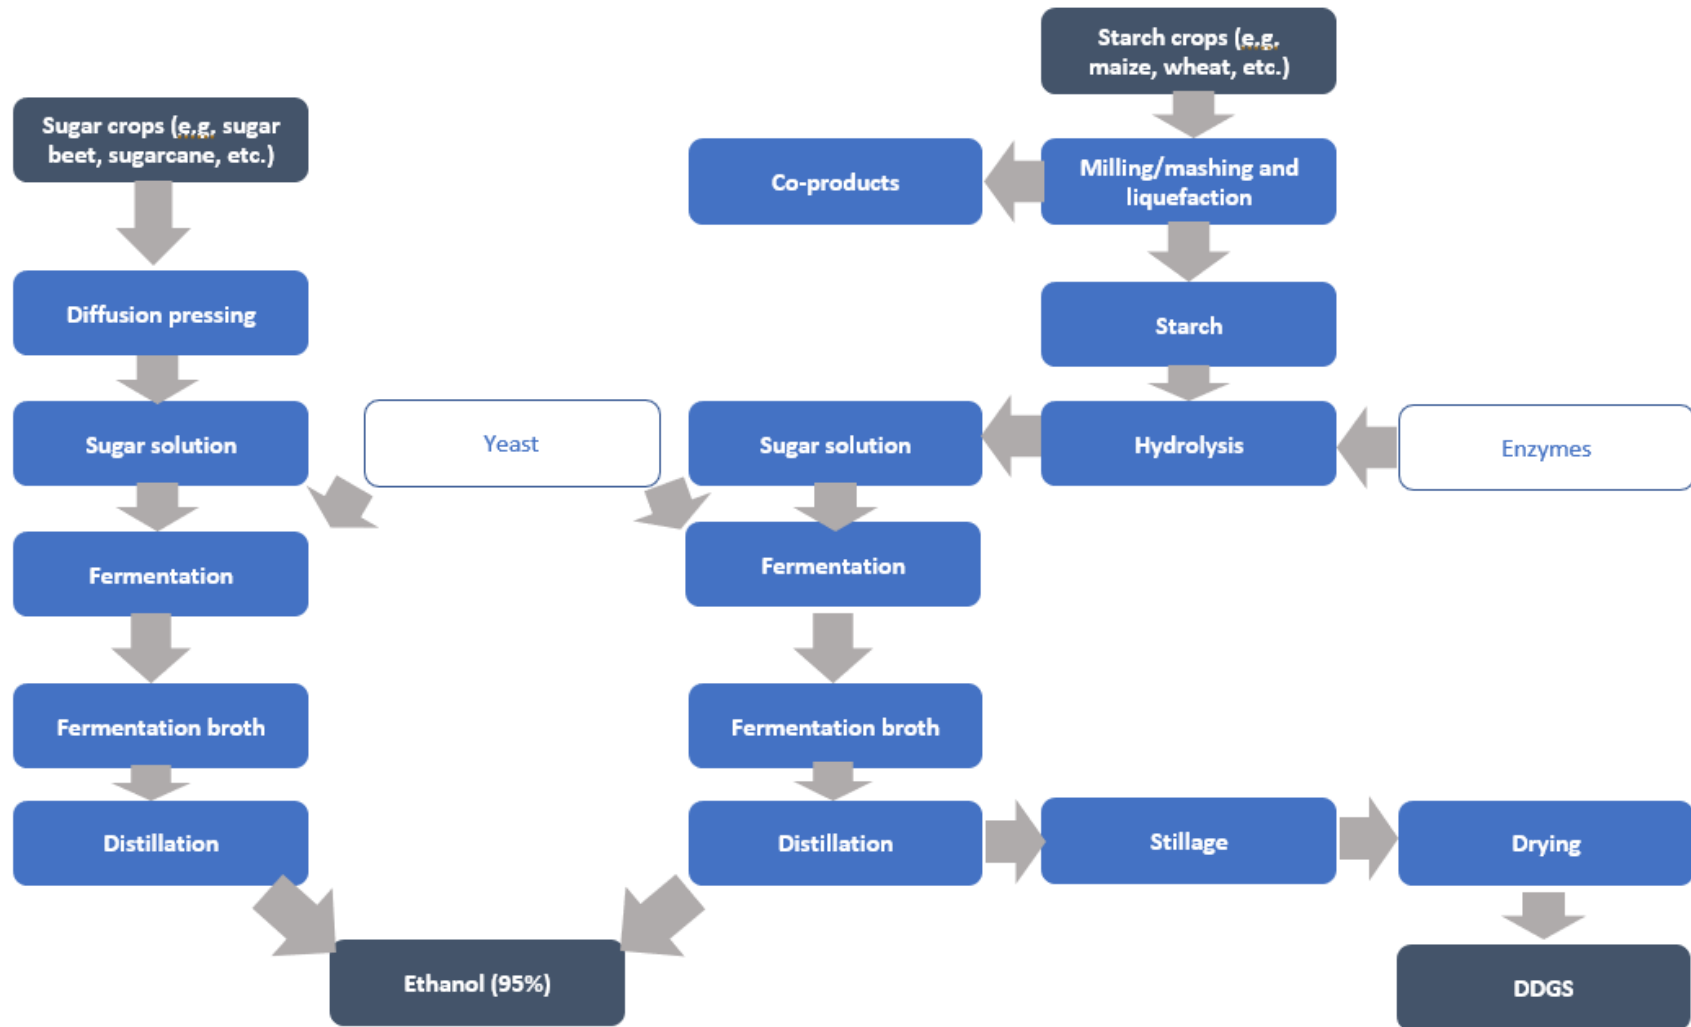 Starch crops (e.g.
maize, wheat, etc.)
Sugar crops (e.g. sugar
beet, sugarcane, etc.)
Co-products
Milling/mashing and
liquefaction
Diffusion pressing
Starch
Sugar solution
Yeast
Sugar solution
Hydrolysis
Enzymes
Fermentation
Fermentation
Fermentation broth
Fermentation broth
Distillation
Distillation
Stillage
Drying
Ethanol (95%)
DDGS